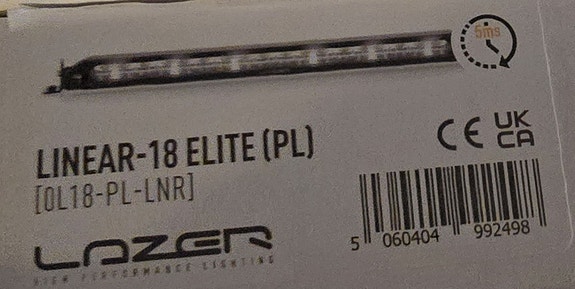 5ms
LINEAR-18 ELITE (PL)
[0L18-PL-LNR]
CE UK
CA
LAZER
HIGH PERFORMANCE LIGHTING
5 060404 992498